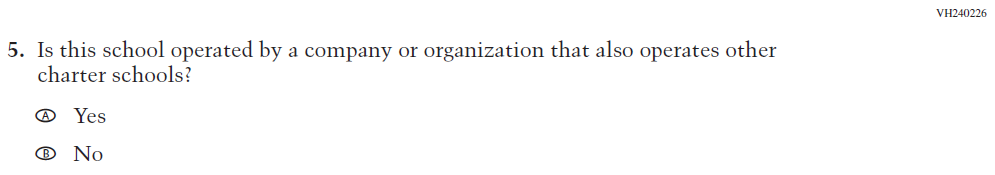 VH240226
5. Is this school operated by a company or organization that also operates other
charter schools?
A Yes
B No